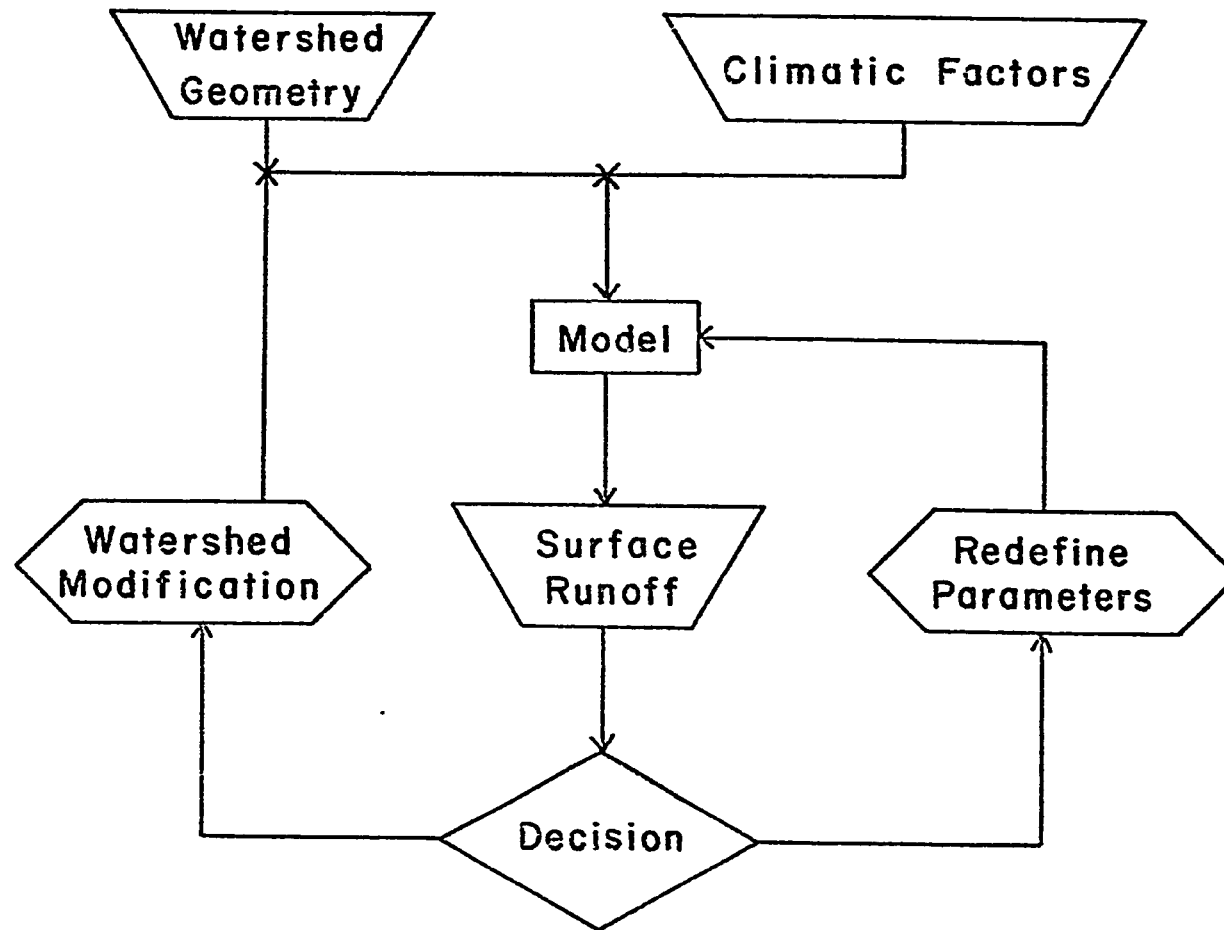 Watershed
Geometry
Climatic Factors
Model
Watershed
Modification
Surface
Runoff
Redefine
Parameters
Decision